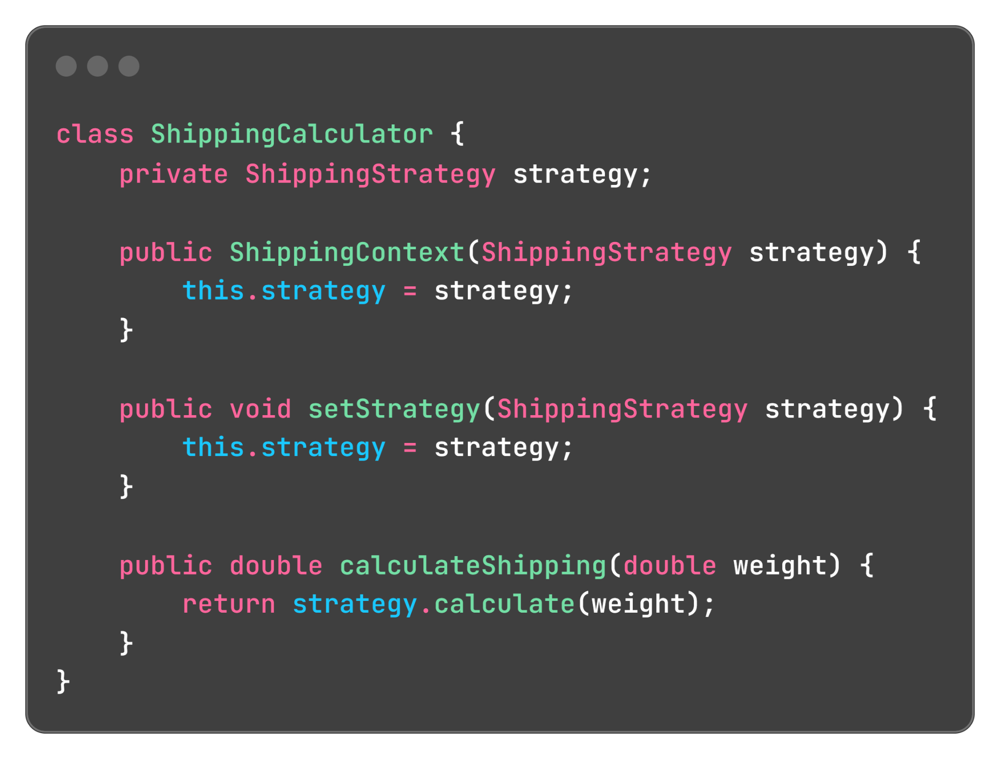 class ShippingCalculator {
    private ShippingStrategy strategy;

    public ShippingContext(ShippingStrategy strategy) {
        this.strategy = strategy;
    }

    public void setStrategy(ShippingStrategy strategy) {
        this.strategy = strategy;
    }

    public double calculateShipping(double weight) {
        return strategy.calculate(weight);
    }
}